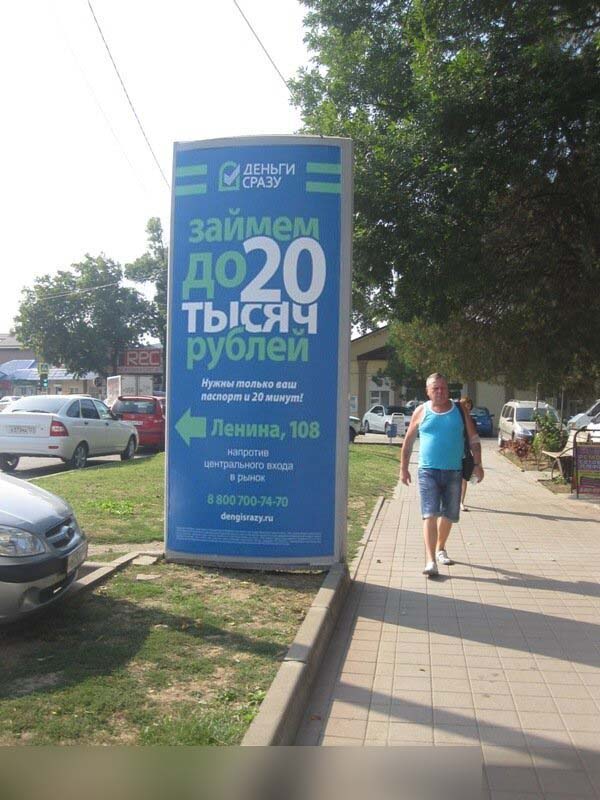 ДЕНЬГИ
СРАЗУ
займем
до 20
тысяч
рублей
Нужны только ваш
паспорт и 20 минут!
Ленина, 108
напротив
центрального входа
в рынок
8 800 700-74-70
dengisrazy.ru
REC